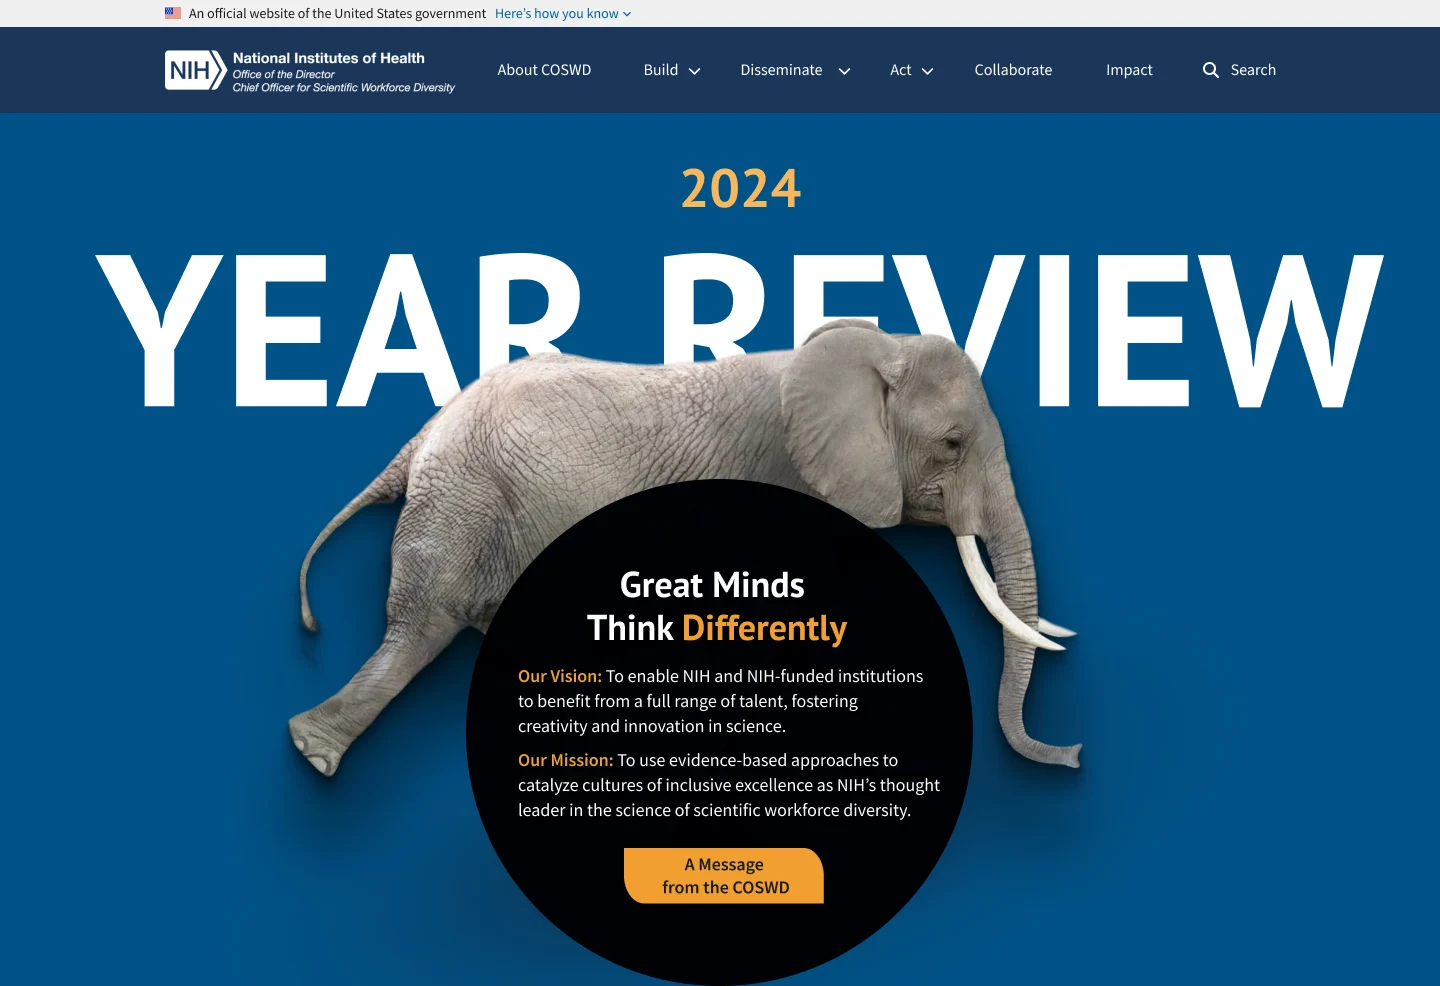 An official website of the United States government Here's how you know
NIH
National Institutes of Health
Office of the Director
Chief Officer for Scientific Workforce Diversity
About COSWD Build Disseminate Act Collaborate Impact Search
2024
YEAR REVIEW
Great Minds
Think Differently
Our Vision: To enable NIH and NIH-funded institutions
to benefit from a full range of talent, fostering
creativity and innovation in science.
Our Mission: To use evidence-based approaches to
catalyze cultures of inclusive excellence as NIH's thought
leader in the science of scientific workforce diversity.
A Message
from the COSWD